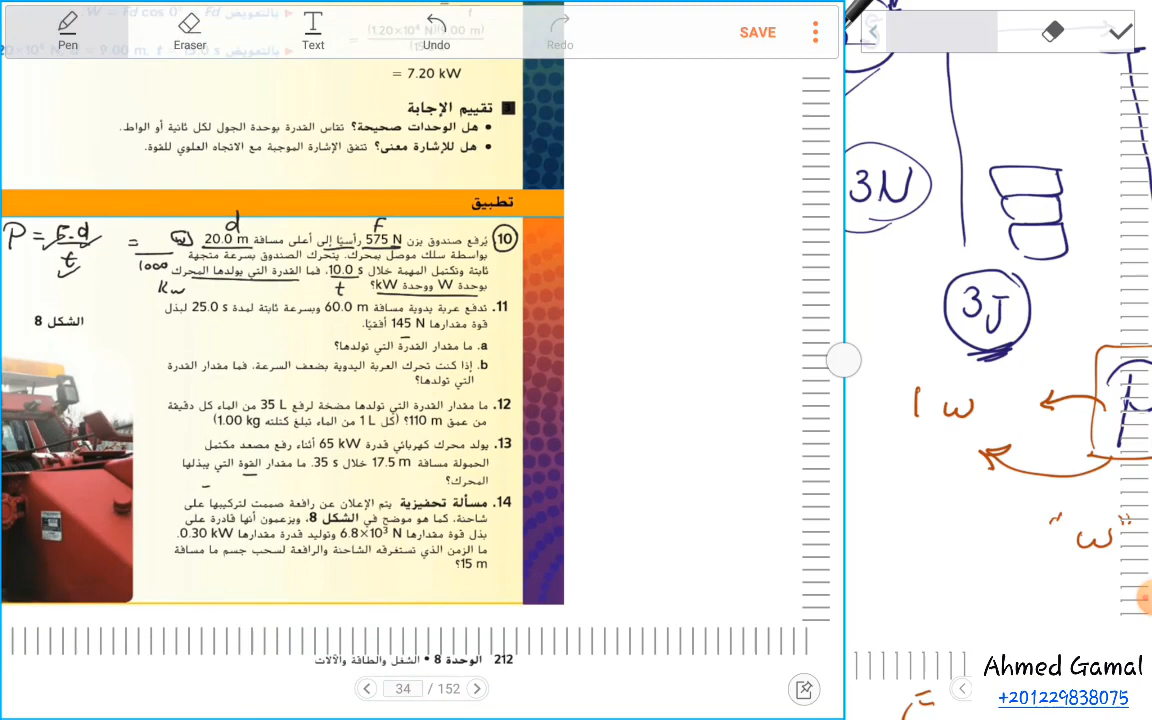 Pen
Eraser
Text
Undo
Redo
SAVE
= 7.20 kW
3 تقييم الإجابة
• هل الوحدات صحيحة؟ تقاس القدرة بوحدة الجول لكل ثانية أو الواط.
• هل للإشارة معنى؟ تتفق الإشارة الموجبة مع الاتجاه العلوي للقوة.
تطبيق
P = F.d / t = W / 1000
kw
d
F
t
10 يُرفع صندوق يزن 575 N رأسيًا إلى أعلى مسافة 20.0 m
بواسطة سلك موصل بمحرك. يتحرك الصندوق بسرعة متجهة
ثابتة وتكتمل المهمة خلال 10.0 s. فما القدرة التي يولدها المحرك
بوحدة W ووحدة kW؟
11. تدفع عربة يدوية مسافة 60.0 m وبسرعة ثابتة لمدة 25.0 s لبذل
قوة مقدارها 145 N أفقيًا.
a. ما مقدار القدرة التي تولدها؟
b. إذا كنت تحرك العربة اليدوية بضعف السرعة، فما مقدار القدرة
التي تولدها؟
12. ما مقدار القدرة التي تولدها مضخة لرفع 35 L من الماء كل دقيقة
من عمق 110 m؟ (كل 1 L من الماء تبلغ كتلته 1.00 kg)
13. يولد محرك كهربائي قدرة 65 kW أثناء رفع مصعد مكتمل
الحمولة مسافة 17.5 m خلال 35 s. ما مقدار القوة التي يبذلها
المحرك؟
14. مسألة تحفيزية يتم الإعلان عن رافعة صممت لتركيبها على
شاحنة، كما هو موضح في الشكل 8، ويزعمون أنها قادرة على
بذل قوة مقدارها 6.8×10³ N وتوليد قدرة مقدارها 0.30 kW.
ما الزمن الذي تستغرقه الشاحنة والرافعة لسحب جسم ما مسافة
15 m؟
الشكل 8
212 الوحدة 8 • الشغل والطاقة والآلات
34 / 152
3N
3J
1 w
"w"
Ahmed Gamal
+201229838075